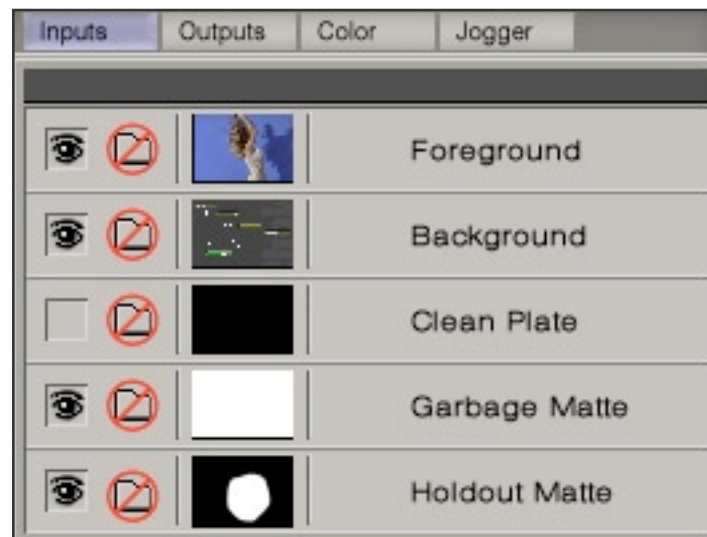 Inputs Outputs Color Jogger
Foreground
Background
Clean Plate
Garbage Matte
Holdout Matte